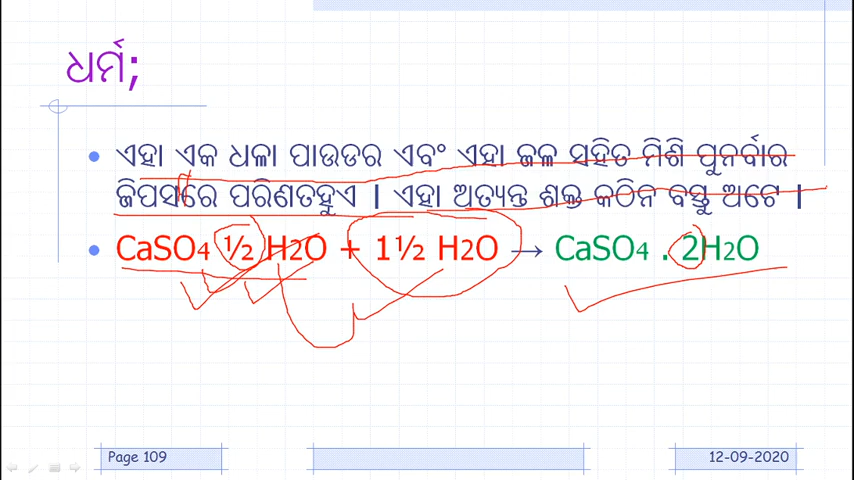 ଧର୍ମ;
ଏହା ଏକ ଧଳା ପାଉଡର ଏବଂ ଏହା ଜଳ ସହିତ ମିଶି ପୁନର୍ବାର
ଜିପସମରେ ପରିଣତହୁଏ । ଏହା ଅତ୍ୟନ୍ତ ଶକ୍ତ କଠିନ ବସ୍ତୁ ଅଟେ ।
CaSO4 ½ H2O + 1½ H2O → CaSO4 . 2H2O
Page 109
12-09-2020